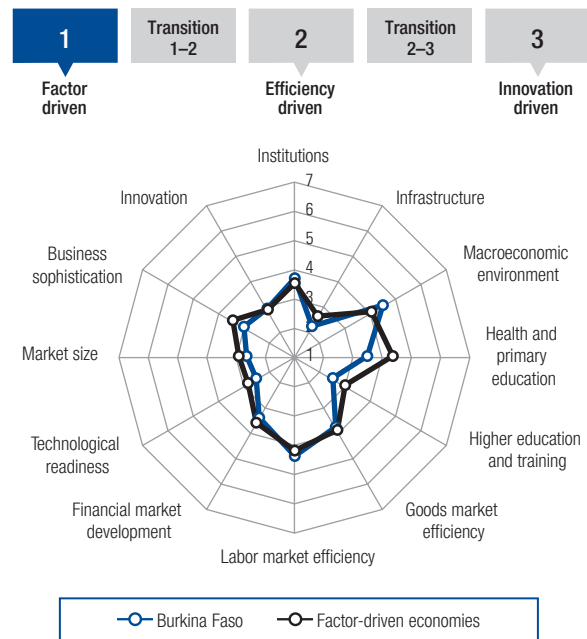 1
Transition
1–2
2
Transition
2–3
3
Factor
driven
Efficiency
driven
Innovation
driven
Institutions
7
Innovation
Infrastructure
6
5
Business
sophistication
Macroeconomic
environment
4
3
Market size
1
Health and
primary
education
Technological
readiness
Higher education
and training
Financial market
development
Goods market
efficiency
Labor market efficiency
Burkina Faso
Factor-driven economies